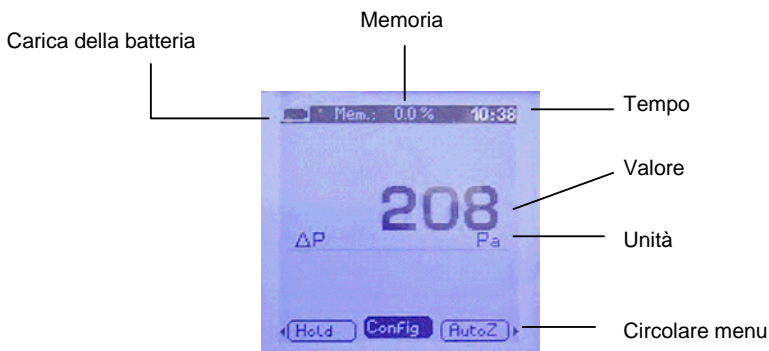 Memoria
Carica della batteria
Mem.: 0.0 % 10:38
Tempo
Valore
208
ΔP Pa
Unità
Hold Config AutoZ
Circolare menu